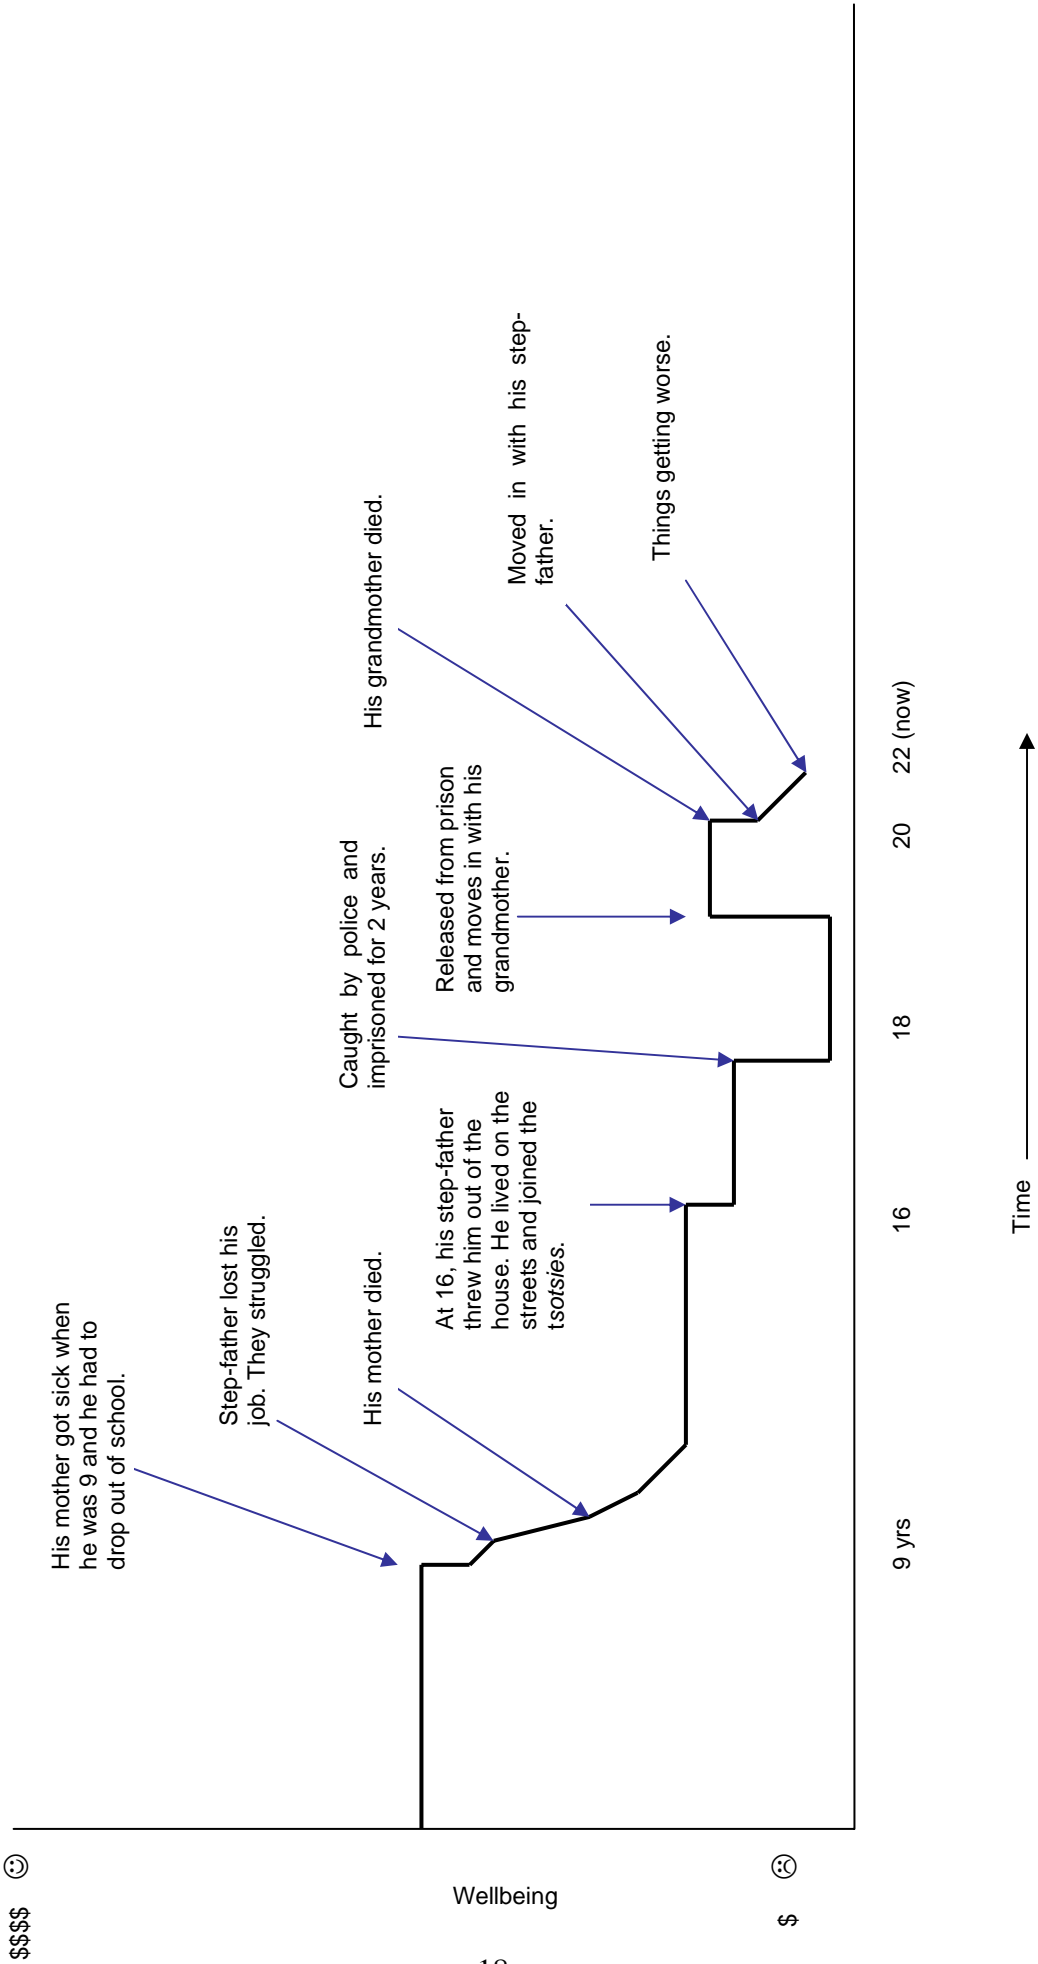 $$$$ ☺
His mother got sick when
he was 9 and he had to
drop out of school.
Step-father lost his
job. They struggled.
His mother died.
At 16, his step-father
threw him out of the
house. He lived on the
streets and joined the
tsotsies.
Caught by police and
imprisoned for 2 years.
Released from prison
and moves in with his
grandmother.
His grandmother died.
Moved in with his step-
father.
Things getting worse.
Wellbeing
$ ☹
9 yrs
16
18
20
22 (now)
Time